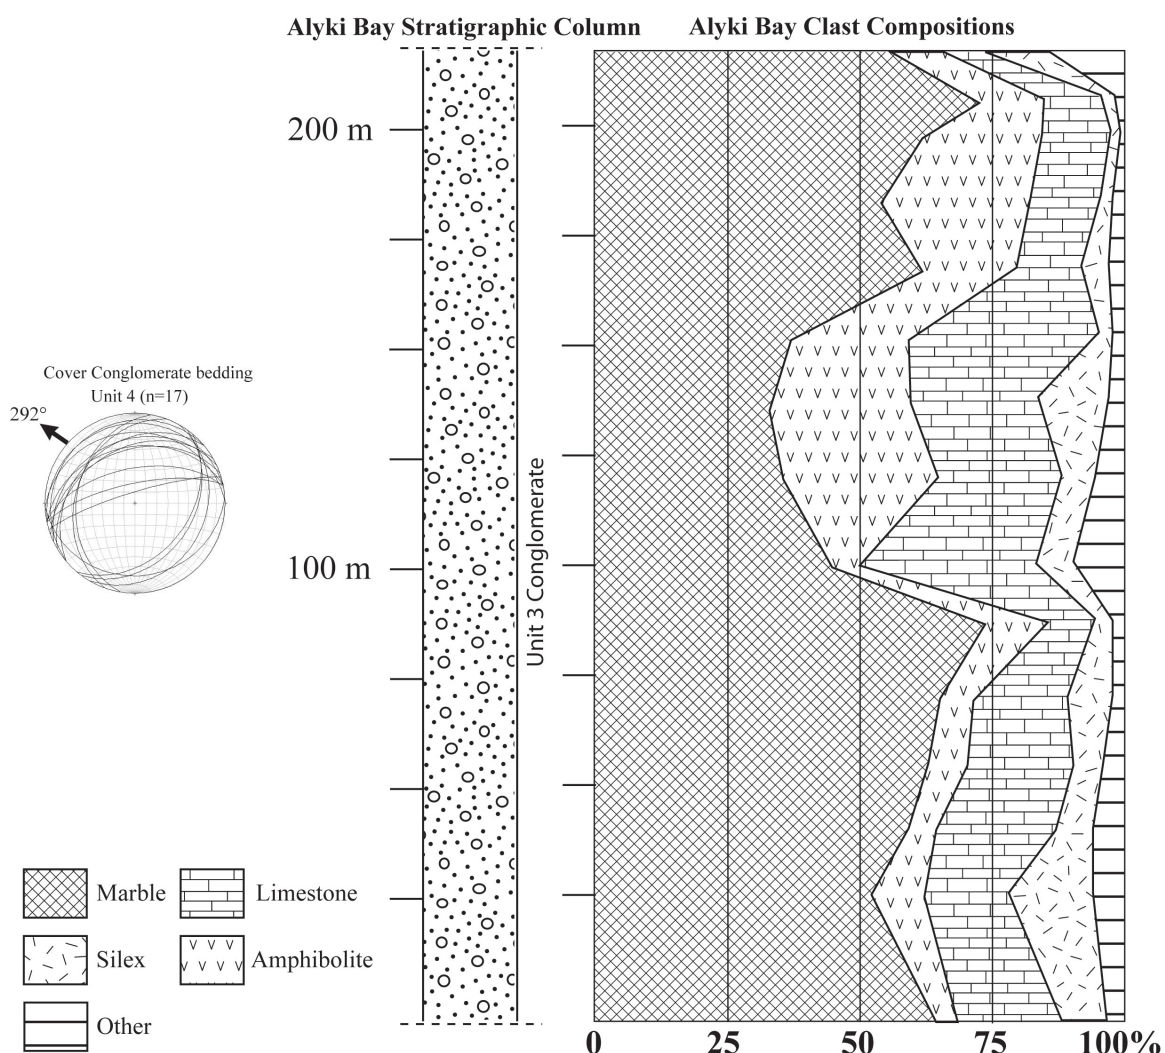 Alyki Bay Stratigraphic Column
Alyki Bay Clast Compositions
200 m
Cover Conglomerate bedding
Unit 4 (n=17)
292°
100 m
Unit 3 Conglomerate
Marble
Limestone
Silex
Amphibolite
Other
0 25 50 75 100%